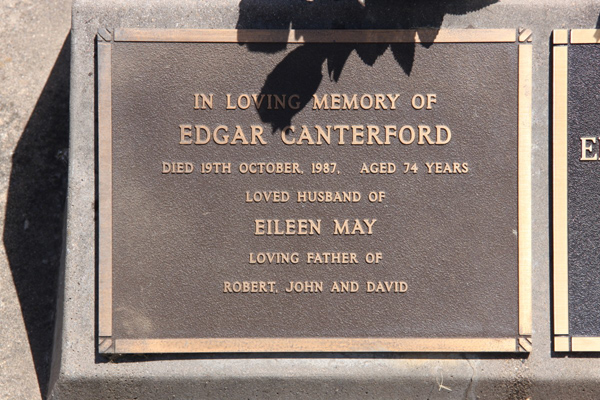 IN LOVING MEMORY OF
EDGAR CANTERFORD
DIED 19TH OCTOBER, 1987. AGED 74 YEARS
LOVED HUSBAND OF
EILEEN MAY
LOVING FATHER OF
ROBERT, JOHN AND DAVID